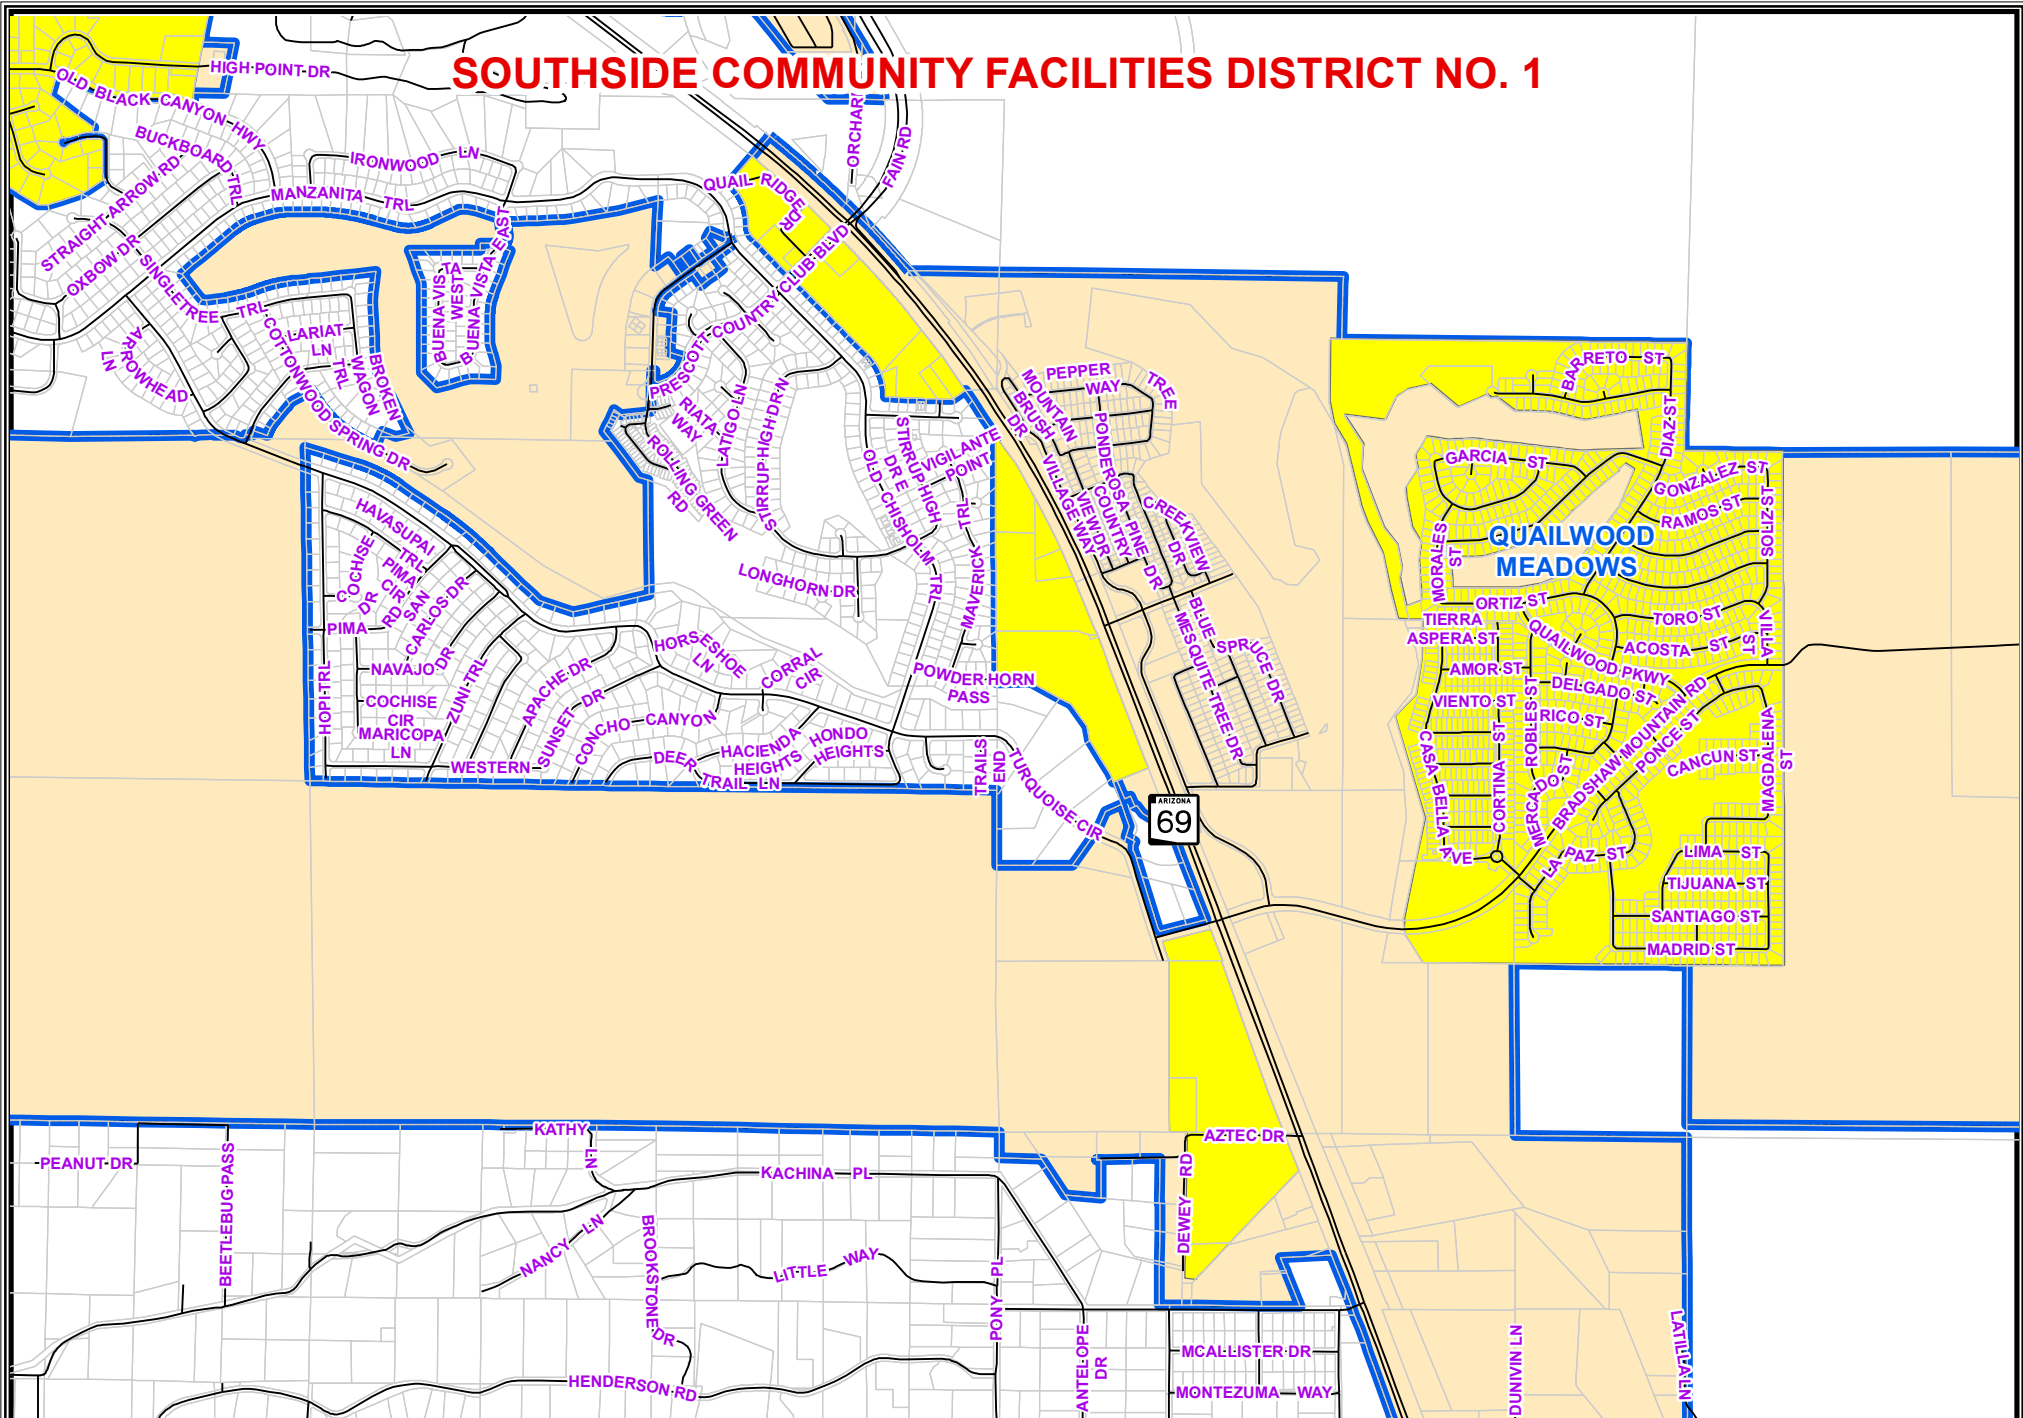 SOUTHSIDE COMMUNITY FACILITIES DISTRICT NO. 1
HIGH POINT DR
OLD BLACK CANYON HWY
BUCKBOARD TRL
STRAIGHT ARROW RD
OXBOW DR
IRONWOOD LN
MANZANITA TRL
SINGLETREE TRL
ARROWHEAD
LN
COTTONWOOD SPRING DR
LARIAT
LN
BROKEN
WAGON
TRL
BUENA VISTA
WEST
BUENA VISTA EAST
QUAIL RIDGE
DR
ORCHARD
FAIN RD
PRESCOTT COUNTRY CLUB BLVD
RIATA
WAY
LATIGO LN
STIRRUP HIGH DR N
ROLLING GREEN
RD
STIRRUP HIGH
DR E
VIGILANTE
POINT
OLD CHISHOLM TRL
MAVERICK TRL
LONGHORN DR
POWDER HORN
PASS
MOUNTAIN
BRUSH
DR
PEPPER
WAY
TREE
PONDEROSA PINE DR
VILLAGE WAY
COUNTRY
VIEW DR
CREEKVIEW
DR
BLUE SPRUCE DR
MESQUITE TREE DR
BARRETO ST
DIAZ ST
GARCIA ST
GONZALEZ ST
RAMOS ST
SOLIZ ST
QUAILWOOD
MEADOWS
MORALES
ST
ORTIZ ST
TIERRA
ASPERA ST
TORO ST
VILLA
ST
ACOSTA ST
QUAILWOOD PKWY
AMOR ST
DELGADO ST
VIENTO ST
RICO ST
ROBLES ST
CORTINA ST
CASA BELLA AVE
MERCADO ST
BRADSHAW MOUNTAIN RD
PONCE ST
CANCUN ST
MAGDALENA
ST
LA PAZ ST
LIMA ST
TIJUANA ST
SANTIAGO ST
MADRID ST
HAVASUPAI
TRL
COCHISE
DR
PIMA
CIR
PIMA RD
SAN
CARLOS DR
NAVAJO DR
COCHISE
CIR
MARICOPA
LN
HOPI TRL
ZUNI TRL
WESTERN
APACHE DR
SUNSET DR
CONCHO
CANYON
HORSESHOE
LN
CORRAL
CIR
DEER
TRAIL LN
HACIENDA
HEIGHTS
HONDO
HEIGHTS
TRAILS
END
TURQUOISE CIR
ARIZONA
69
AZTEC DR
DEWEY RD
PEANUT DR
BEETLEBUG PASS
KATHY
LN
KACHINA PL
NANCY LN
BROOKSTONE DR
LITTLE WAY
PONY PL
HENDERSON RD
ANTELOPE
DR
MCALLISTER DR
MONTEZUMA WAY
DUNIVIN LN
LATILLA LN